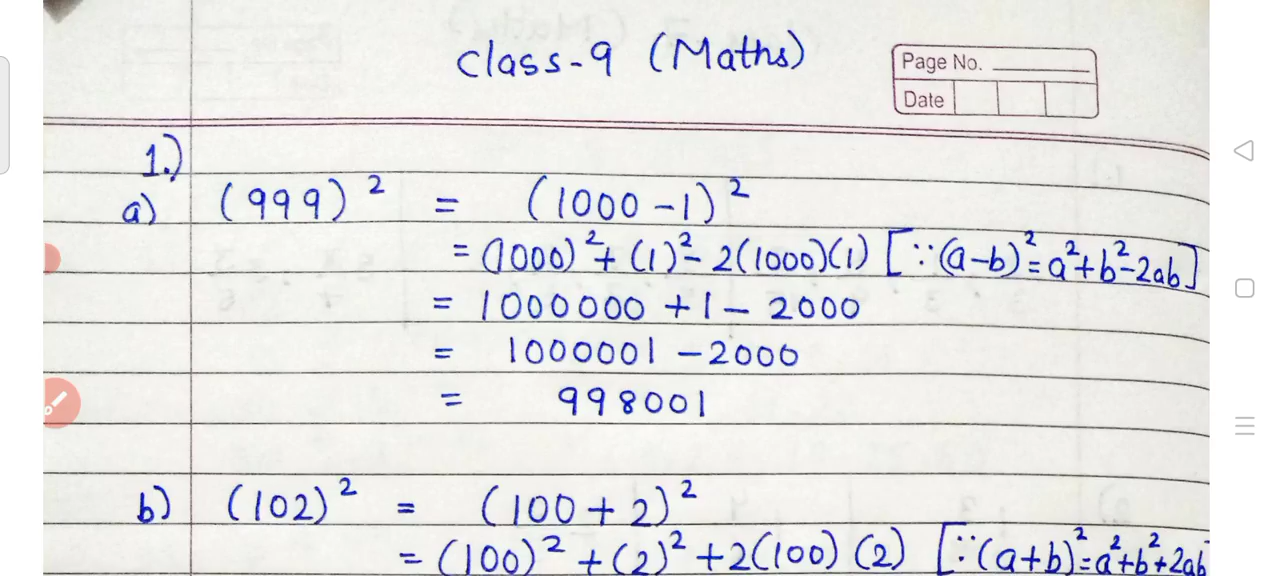 Class-9 (Maths)
Page No.
Date
1.)
a) (999)² = (1000-1)²
= (1000)² + (1)² - 2(1000)(1) [∵ (a-b)² = a²+b²-2ab]
= 1000000 + 1 - 2000
= 1000001 - 2000
= 998001
b) (102)² = (100+2)²
= (100)² + (2)² + 2(100) (2) [∵ (a+b)² = a²+b²+2ab